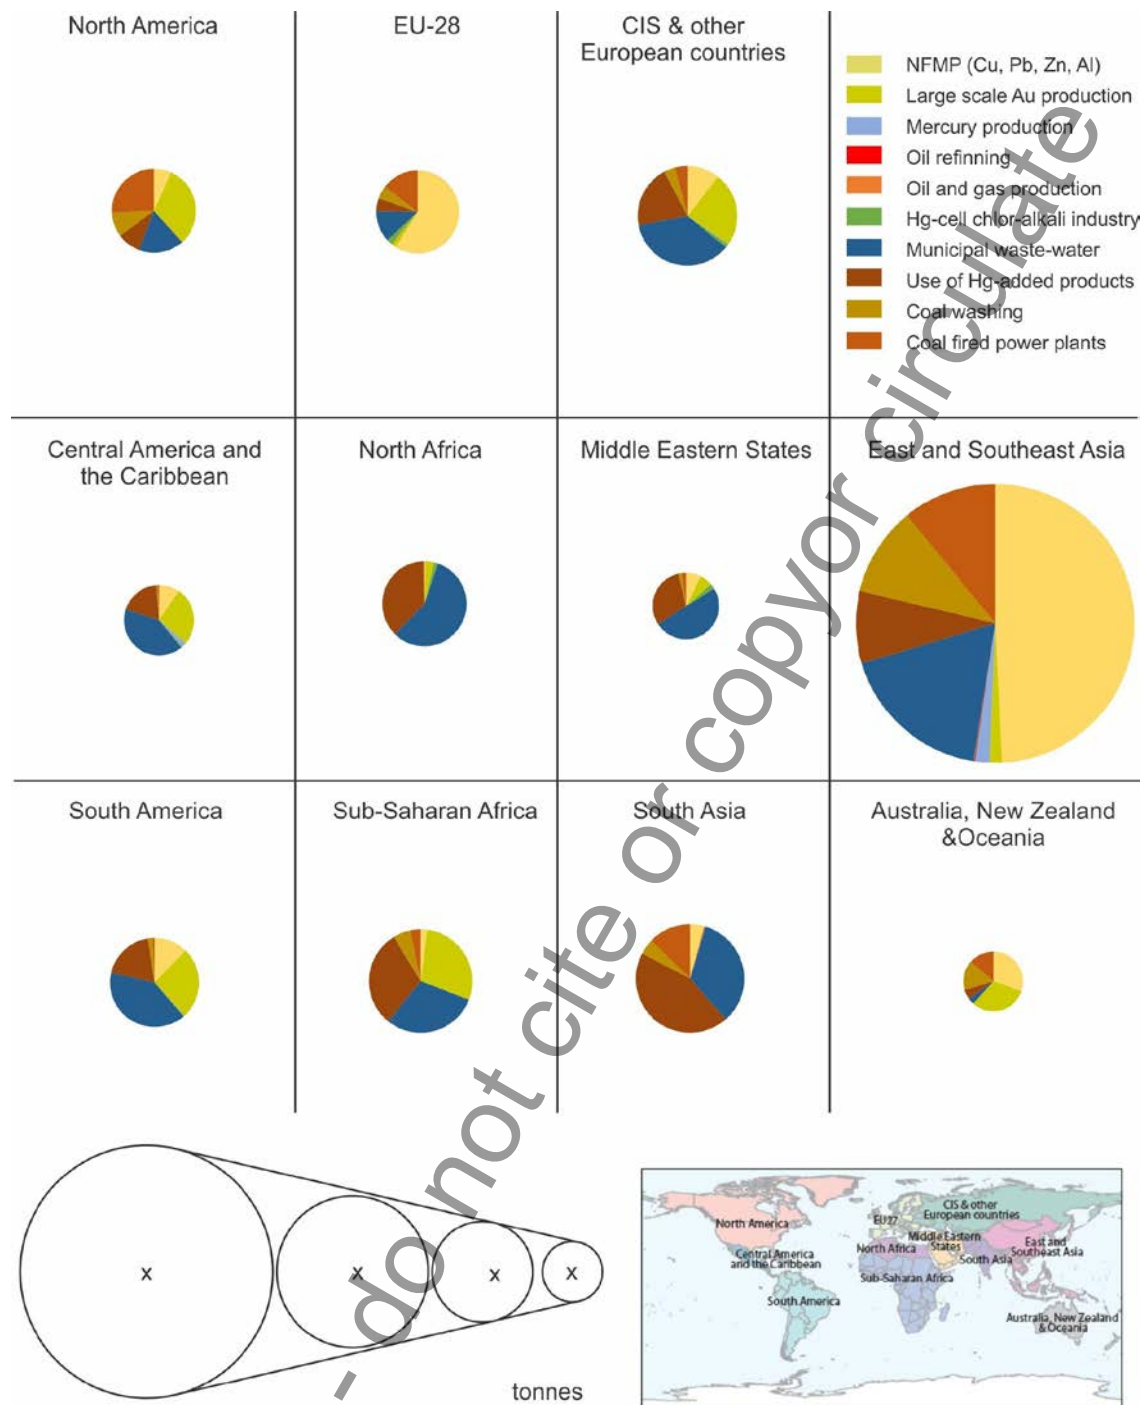 North America
EU-28
CIS & other
European countries
NFMP (Cu, Pb, Zn, Al)
Large scale Au production
Mercury production
Oil refinning
Oil and gas production
Hg-cell chlor-alkali industry
Municipal waste-water
Use of Hg-added products
Coal washing
Coal fired power plants
Central America and
the Caribbean
North Africa
Middle Eastern States
East and Southeast Asia
South America
Sub-Saharan Africa
South Asia
Australia, New Zealand
&Oceania
x
x
x
x
tonnes
North America
EU27
CIS & other
European countries
Middle Eastern
States
North Africa
Central America
and the Caribbean
South Asia
East and
Southeast Asia
Sub-Saharan Africa
South America
Australia, New Zealand
& Oceania
- do not cite or copy or circulate